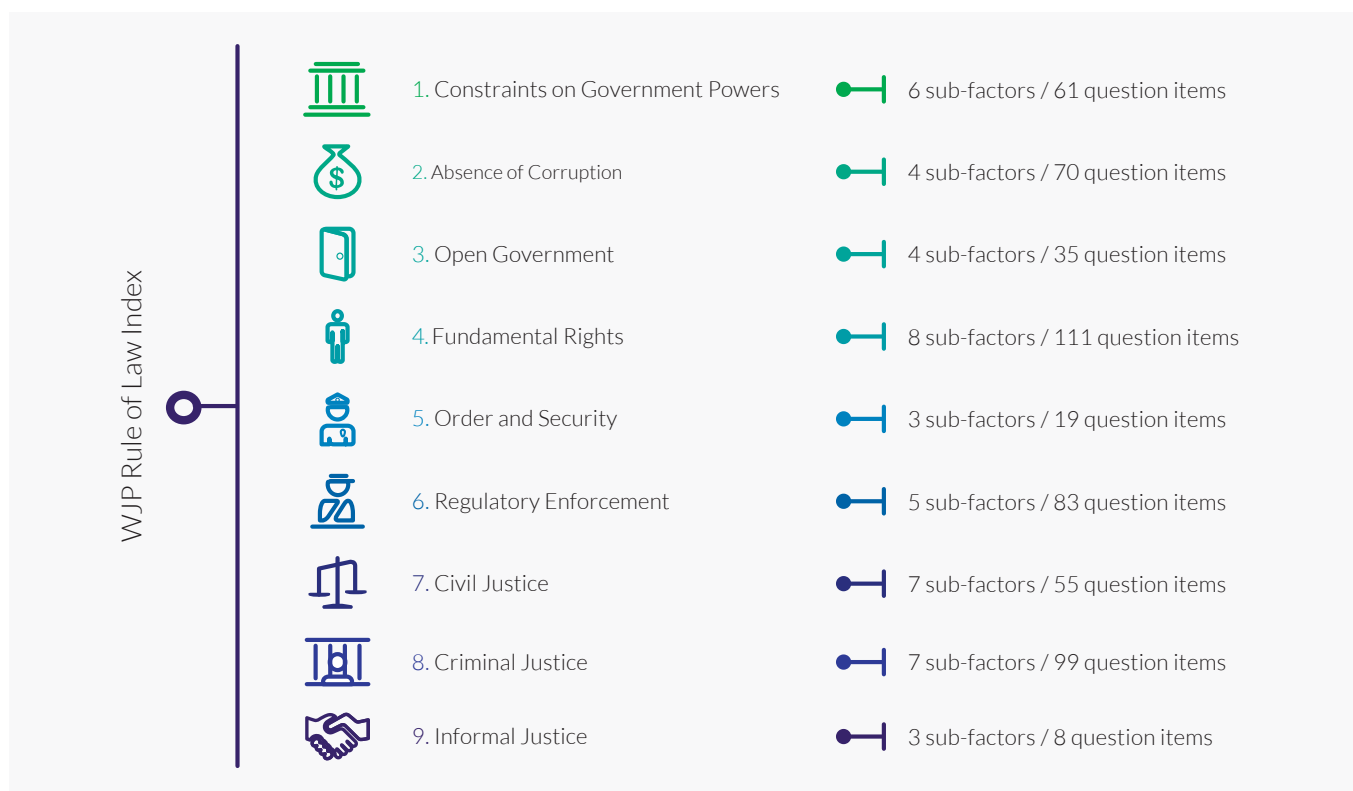 WJP Rule of Law Index
1. Constraints on Government Powers
6 sub-factors / 61 question items
$
2. Absence of Corruption
4 sub-factors / 70 question items
3. Open Government
4 sub-factors / 35 question items
4. Fundamental Rights
8 sub-factors / 111 question items
5. Order and Security
3 sub-factors / 19 question items
6. Regulatory Enforcement
5 sub-factors / 83 question items
7. Civil Justice
7 sub-factors / 55 question items
8. Criminal Justice
7 sub-factors / 99 question items
9. Informal Justice
3 sub-factors / 8 question items